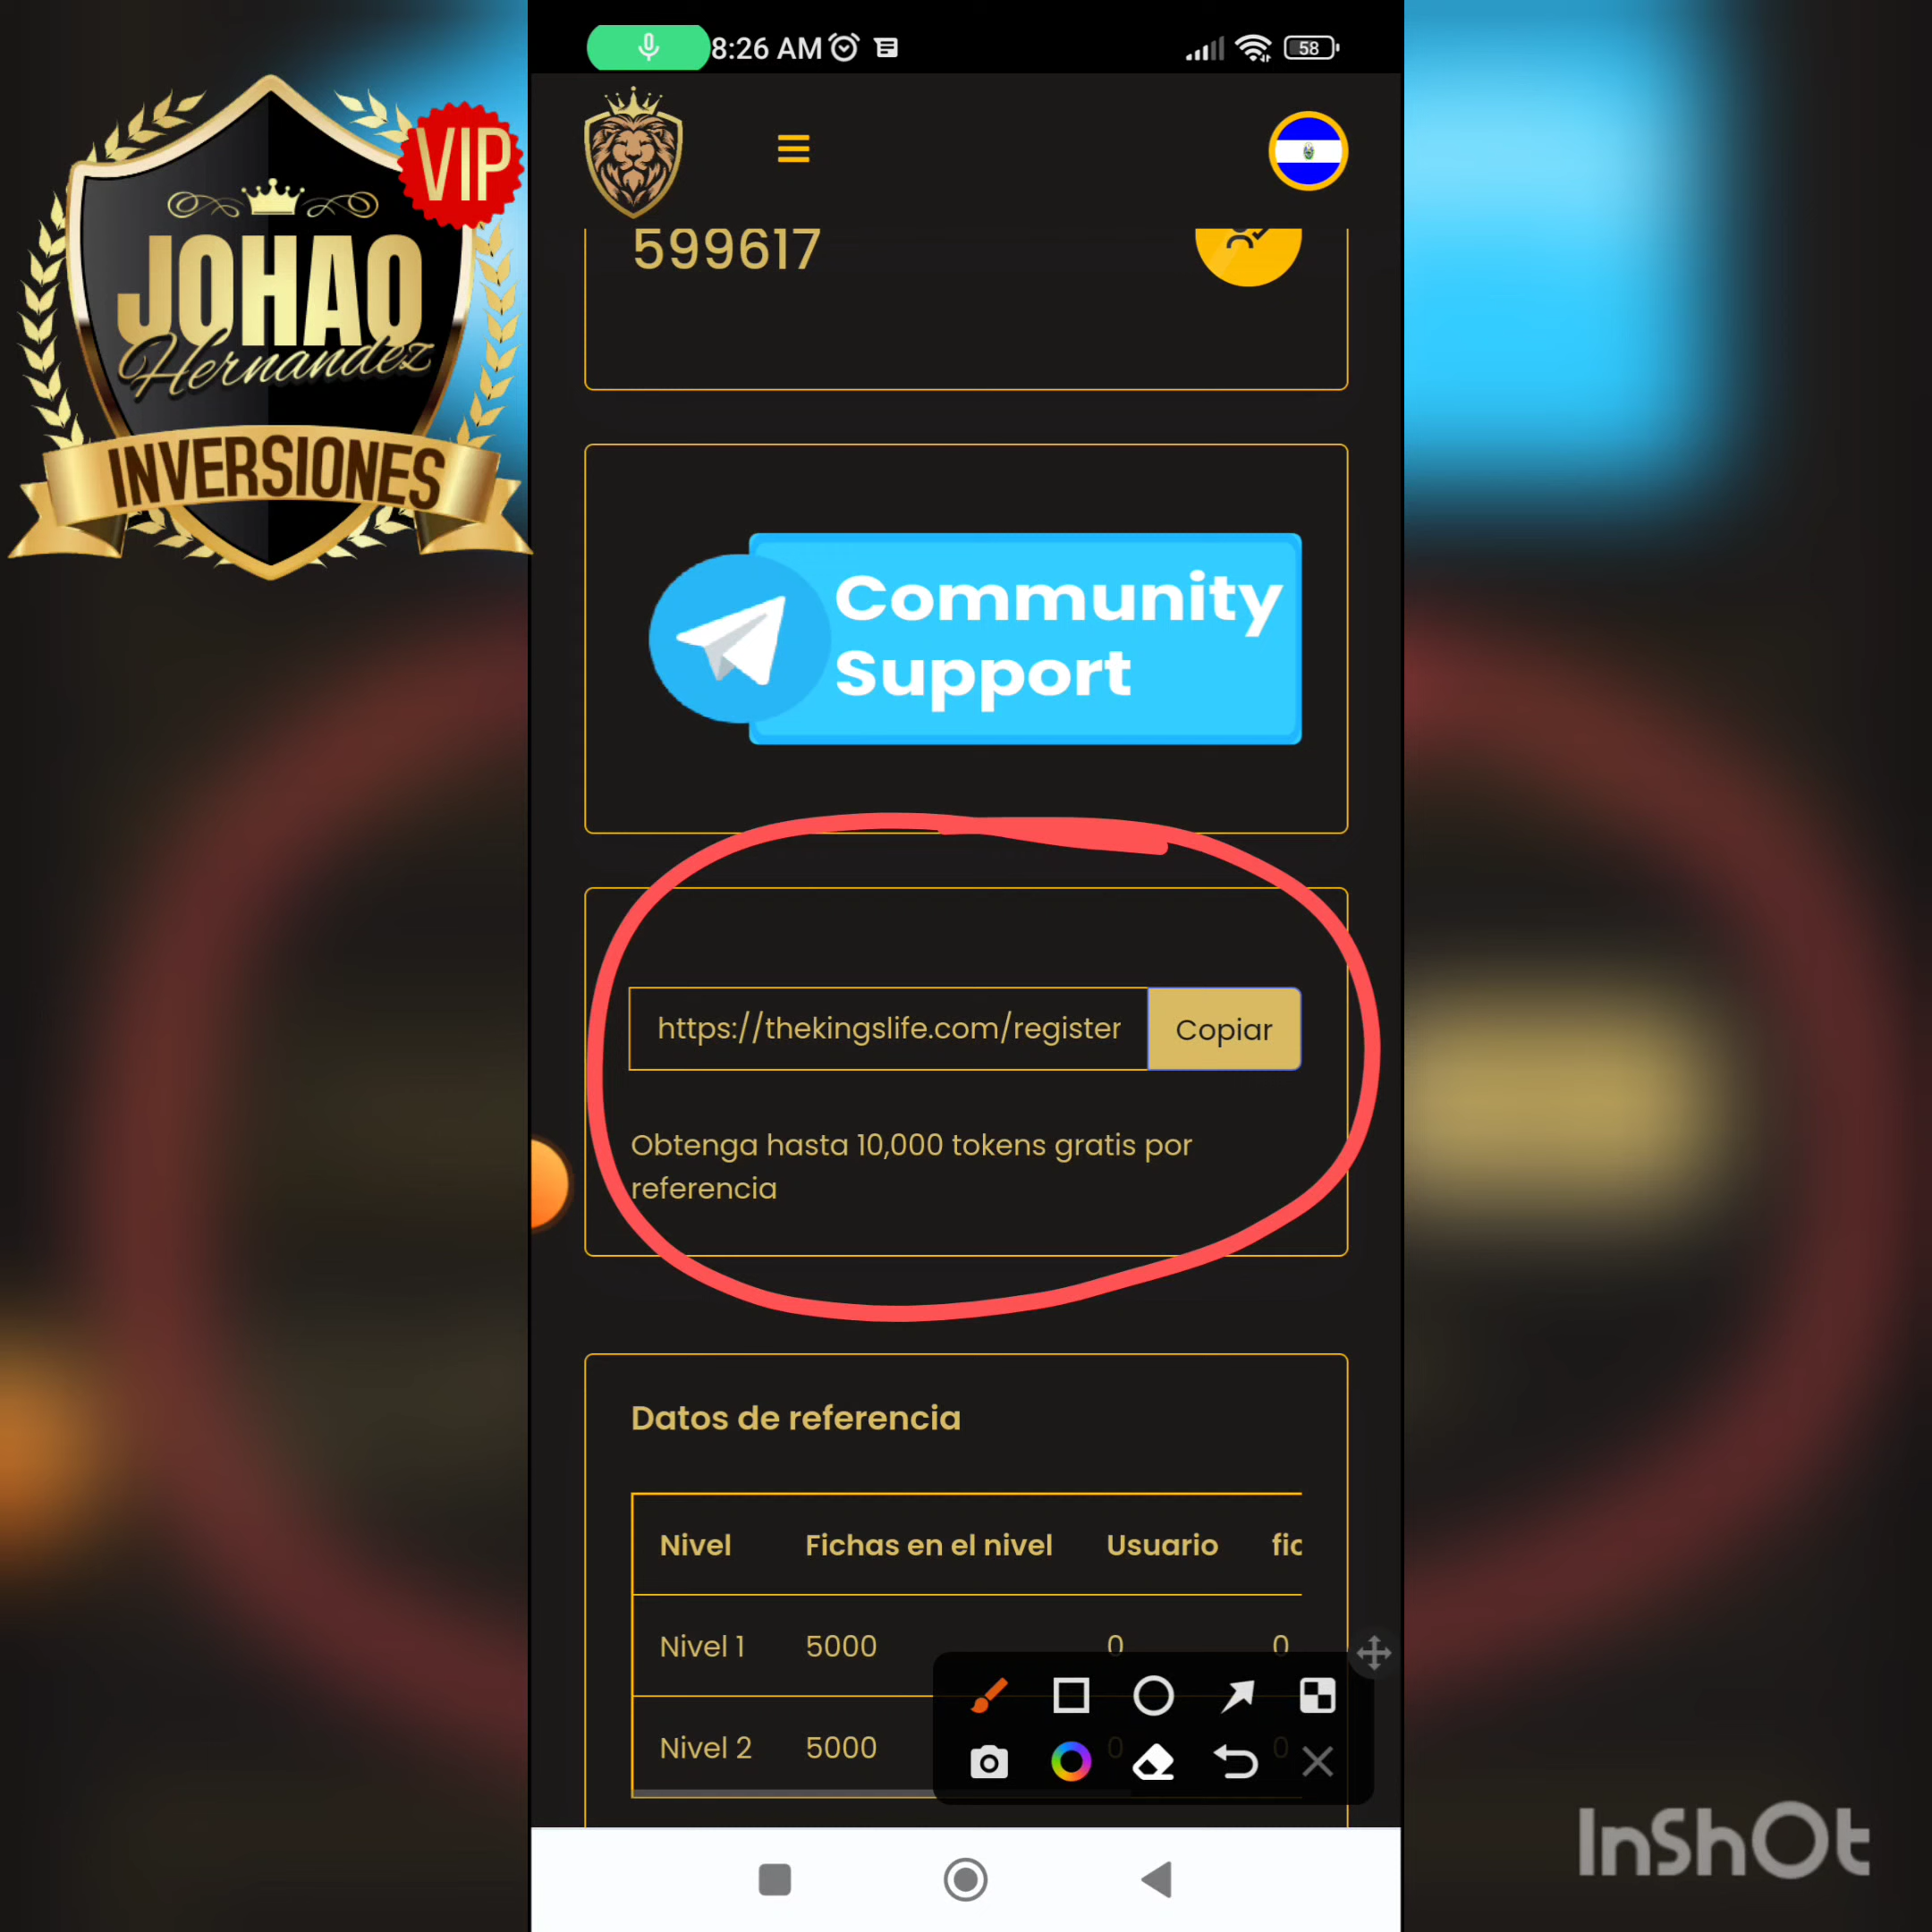 VIP
JOHAO
Hernandez
INVERSIONES
8:26 AM
58
599617
Community
Support
https://thekingslife.com/register
Copiar
Obtenga hasta 10,000 tokens gratis por
referencia
Datos de referencia
Nivel Fichas en el nivel Usuario fic
Nivel 1 5000 0 0
Nivel 2 5000 0 0
InShOt